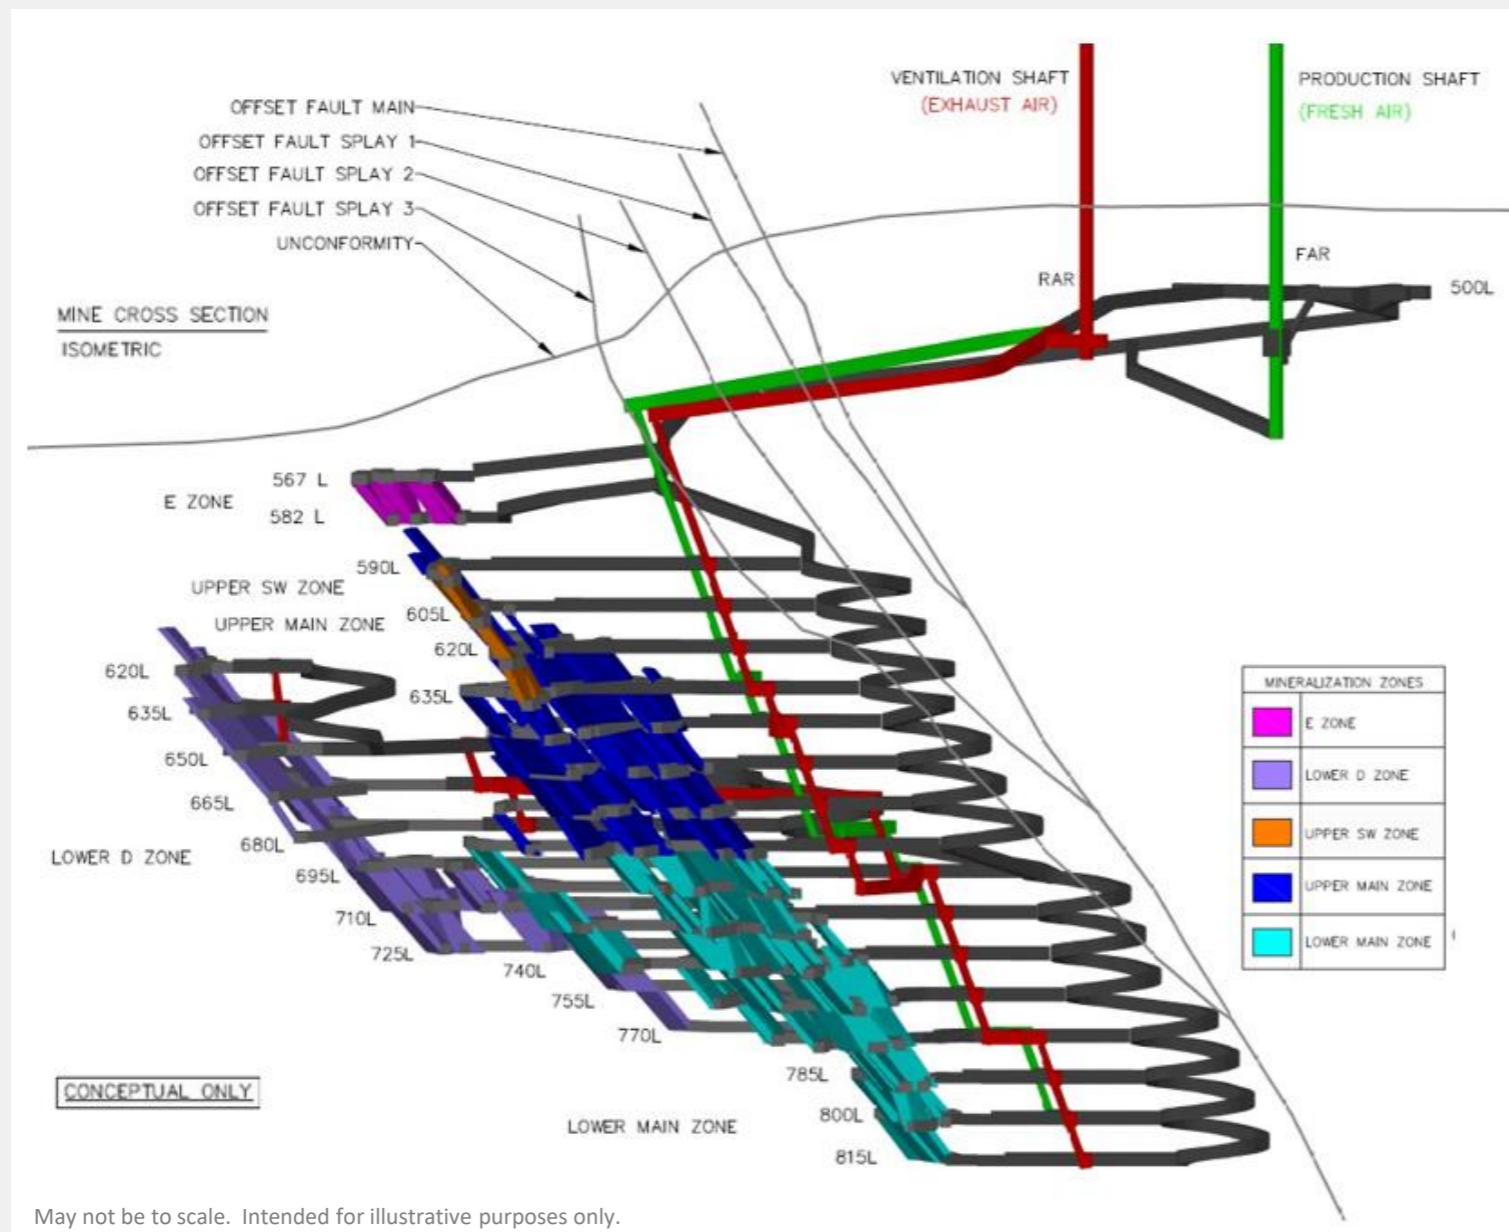 VENTILATION SHAFT
(EXHAUST AIR)
PRODUCTION SHAFT
(FRESH AIR)
OFFSET FAULT MAIN
OFFSET FAULT SPLAY 1
OFFSET FAULT SPLAY 2
OFFSET FAULT SPLAY 3
UNCONFORMITY
FAR
RAR
500L
MINE CROSS SECTION
ISOMETRIC
567 L
E ZONE
582 L
590L
UPPER SW ZONE
605L
UPPER MAIN ZONE
620L
620L
635L
635L
650L
665L
680L
LOWER D ZONE
695L
710L
725L
740L
755L
770L
785L
800L
815L
LOWER MAIN ZONE
MINERALIZATION ZONES
E ZONE
LOWER D ZONE
UPPER SW ZONE
UPPER MAIN ZONE
LOWER MAIN ZONE
CONCEPTUAL ONLY
May not be to scale. Intended for illustrative purposes only.